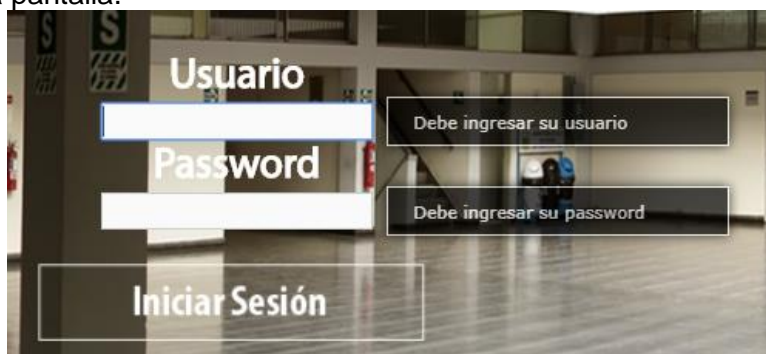 pantalla.
S
S
Usuario
Debe ingresar su usuario
Password
Debe ingresar su password
Iniciar Sesión